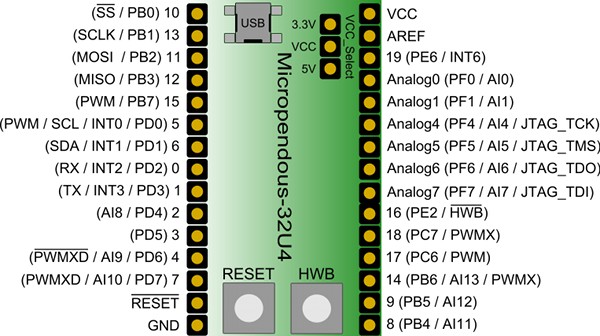 (SS / PB0) 10
(SCLK / PB1) 13
(MOSI / PB2) 11
(MISO / PB3) 12
(PWM / PB7) 15
(PWM / SCL / INT0 / PD0) 5
(SDA / INT1 / PD1) 6
(RX / INT2 / PD2) 0
(TX / INT3 / PD3) 1
(AI8 / PD4) 2
(PD5) 3
(PWMXD / AI9 / PD6) 4
(PWMXD / AI10 / PD7) 7
RESET
GND
USB
3.3V
VCC
5V
VCC_Select
Micropendous-32U4
RESET
HWB
VCC
AREF
19 (PE6 / INT6)
Analog0 (PF0 / AI0)
Analog1 (PF1 / AI1)
Analog4 (PF4 / AI4 / JTAG_TCK)
Analog5 (PF5 / AI5 / JTAG_TMS)
Analog6 (PF6 / AI6 / JTAG_TDO)
Analog7 (PF7 / AI7 / JTAG_TDI)
16 (PE2 / HWB)
18 (PC7 / PWMX)
17 (PC6 / PWM)
14 (PB6 / AI13 / PWMX)
9 (PB5 / AI12)
8 (PB4 / AI11)